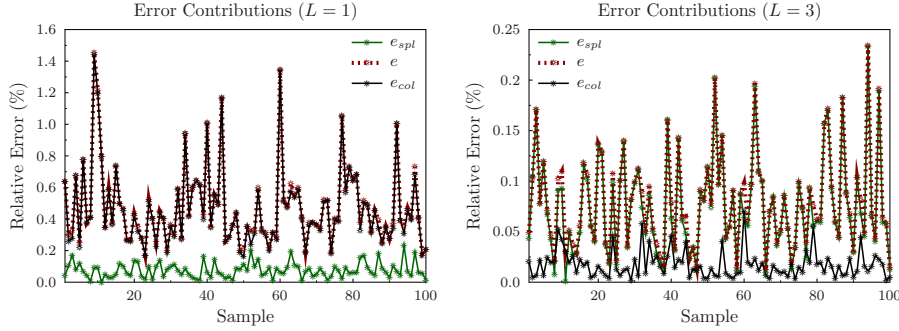 Error Contributions (L = 1)
1.6
1.4
1.2
1.0
0.8
0.6
0.4
0.2
0.0
Relative Error (%)
e_spl
e
e_col
20
40
60
80
100
Sample
Error Contributions (L = 3)
0.25
0.2
0.15
0.1
0.05
0.0
Relative Error (%)
e_spl
e
e_col
20
40
60
80
100
Sample